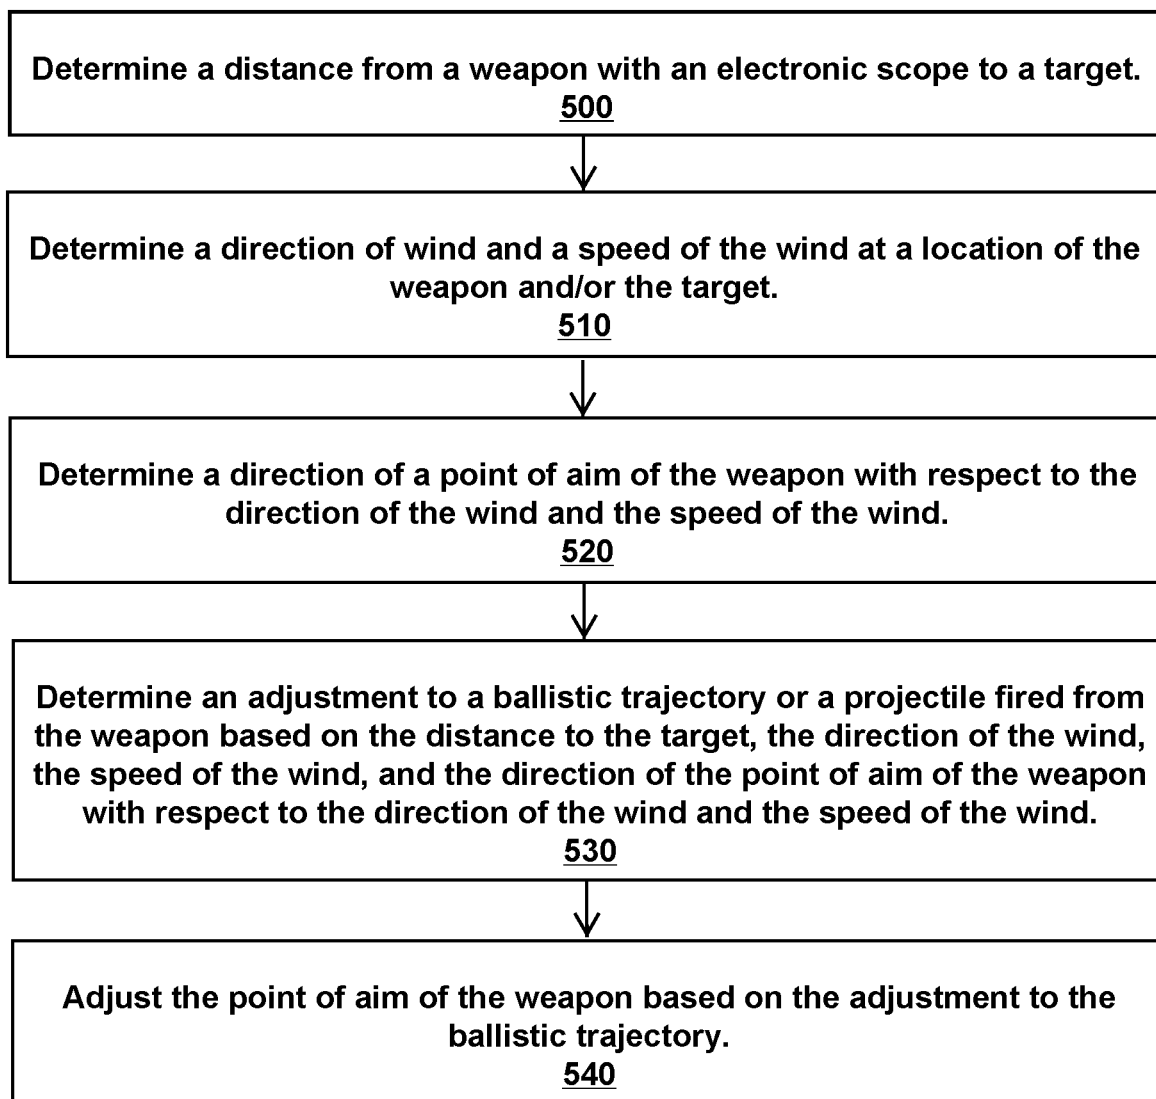 Determine a distance from a weapon with an electronic scope to a target.
500
Determine a direction of wind and a speed of the wind at a location of the
weapon and/or the target.
510
Determine a direction of a point of aim of the weapon with respect to the
direction of the wind and the speed of the wind.
520
Determine an adjustment to a ballistic trajectory or a projectile fired from
the weapon based on the distance to the target, the direction of the wind,
the speed of the wind, and the direction of the point of aim of the weapon
with respect to the direction of the wind and the speed of the wind.
530
Adjust the point of aim of the weapon based on the adjustment to the
ballistic trajectory.
540